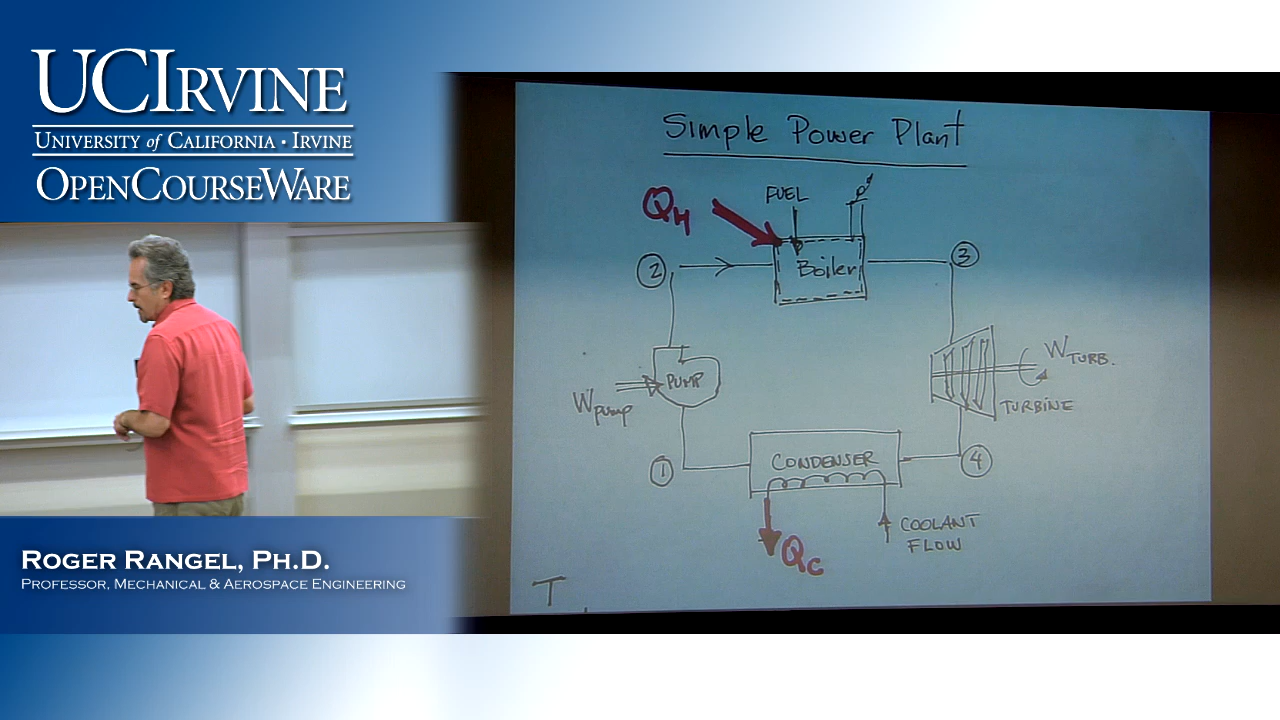 UCIRVINE
UNIVERSITY of CALIFORNIA · IRVINE
OPENCOURSEWARE
ROGER RANGEL, PH.D.
PROFESSOR, MECHANICAL & AEROSPACE ENGINEERING
Simple Power Plant
QH
FUEL
2
Boiler
3
PUMP
Wpump
WTURB.
TURBINE
1
CONDENSER
4
COOLANT
FLOW
QC
T